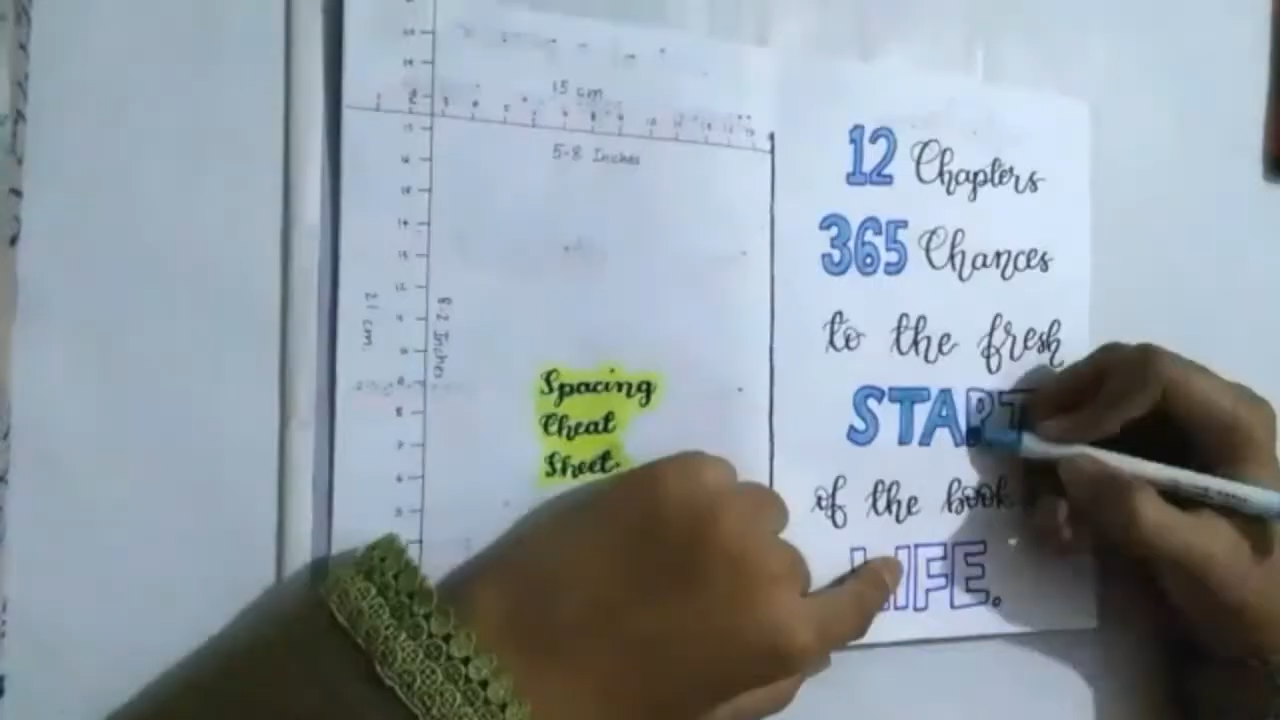 15 cm
5-8 Inches
21 cm.
8-2 Inches
Spacing
Cheat
Sheet
12 Chapters
365 Chances
to the fresh
START
of the book
LIFE.